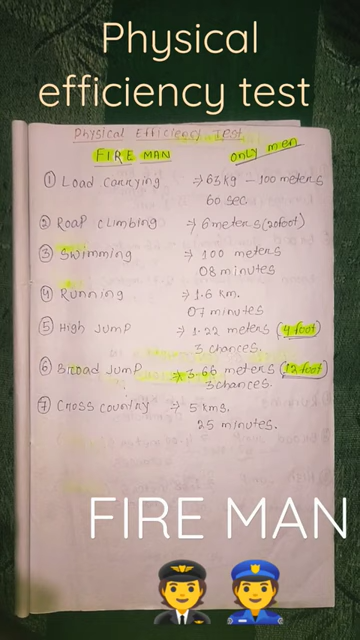 Physical
efficiency test
Physical Efficiency Test
FIRE MAN only men
① Load Carrying → 63 kg - 100 meters
60 sec
② Roap climbing → 6 meters (20 foot)
③ Swimming → 100 meters
08 minutes
④ Running → 1.6 km.
07 minutes
⑤ High Jump → 1.22 meters (4 foot)
3 chances.
⑥ Broad Jump → 3.66 meters (12 foot)
3 chances.
⑦ Cross country → 5 kms.
25 minutes.
FIRE MAN